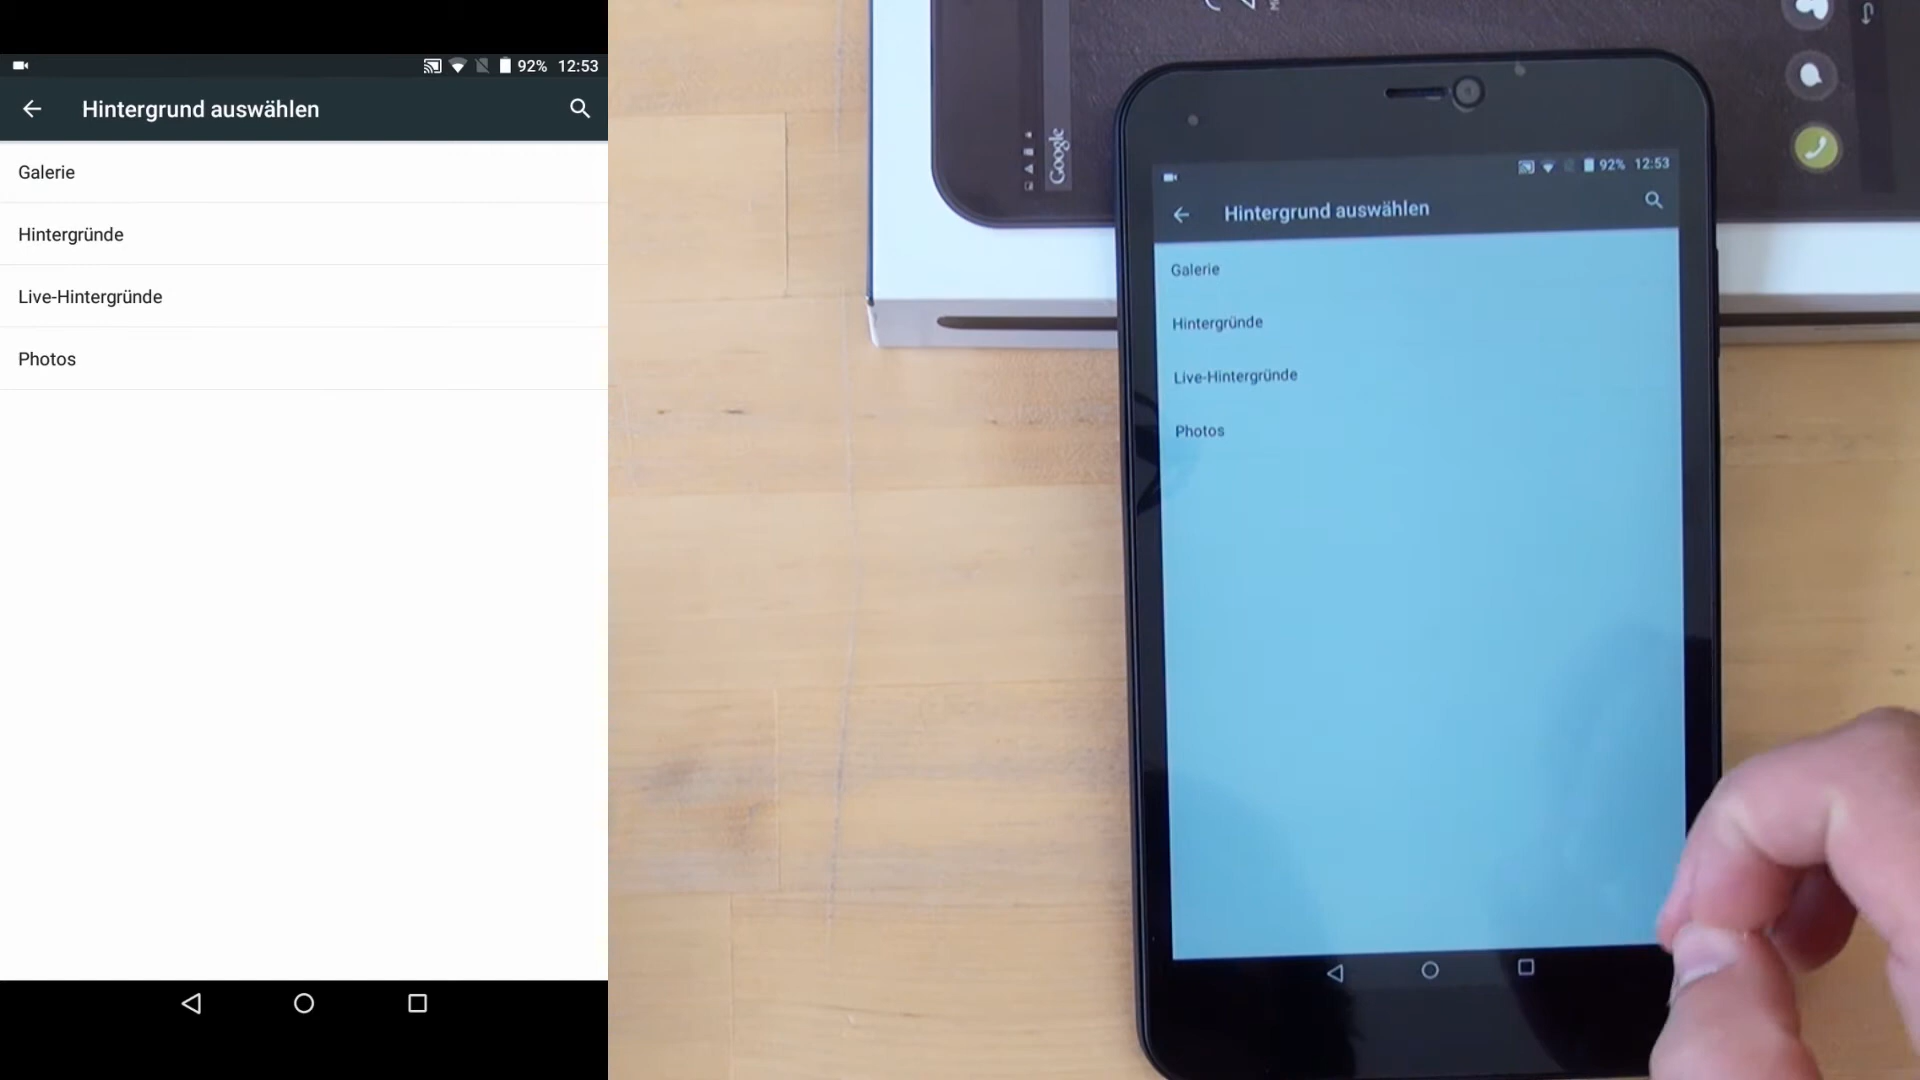 92% 12:53
Hintergrund auswählen
Galerie
Hintergründe
Live-Hintergründe
Photos
Google
92% 12:53
Hintergrund auswählen
Galerie
Hintergründe
Live-Hintergründe
Photos